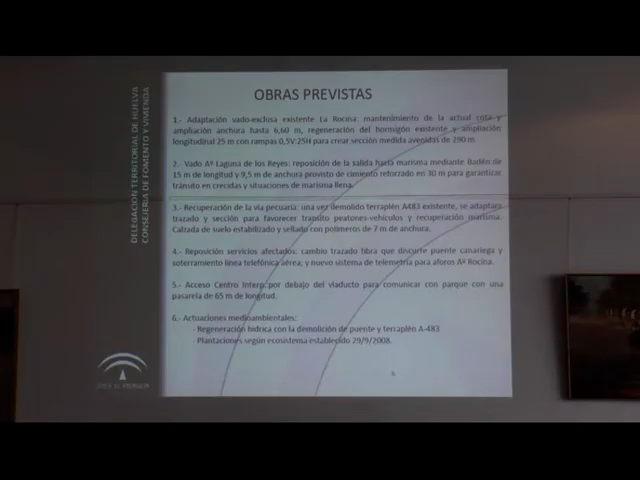 DELEGACIÓN TERRITORIAL DE HUELVA
CONSEJERIA DE FOMENTO Y VIVIENDA
OBRAS PREVISTAS
1.- Adaptación vado-exclusa existente La Rocina: mantenimiento de la actual cota y
ampliación anchura hasta 6,60 m, regeneración del hormigón existente y ampliación
longitudinal 25 m con rampas 0,5V:25H para crear sección medida avenidas de 290 m.
2.- Vado Aº Laguna de los Reyes: reposición de la salida hacia marisma mediante Badén de
15 m de longitud y 9,5 m de anchura provisto de cimiento reforzado en 30 m para garantizar
tránsito en crecidas y situaciones de marisma llena.
3.- Recuperación de la vía pecuaria: una vez demolido terraplén A483 existente, se adaptara
trazado y sección para favorecer transito peatones-vehículos y recuperación marisma.
Calzada de suelo estabilizado y sellado con polímeros de 7 m de anchura.
4.- Reposición servicios afectados: cambio trazado fibra que discurre puente canariega y
soterramiento línea telefónica aérea; y nuevo sistema de telemetría para aforos Aº Rocina.
5.- Acceso Centro Interp. por debajo del viaducto para comunicar con parque con una
pasarela de 65 m de longitud.
6.- Actuaciones medioambientales:
- Regeneración hídrica con la demolición de puente y terraplén A-483
- Plantaciones según ecosistema establecido 29/9/2008.
JUNTA DE ANDALUCIA